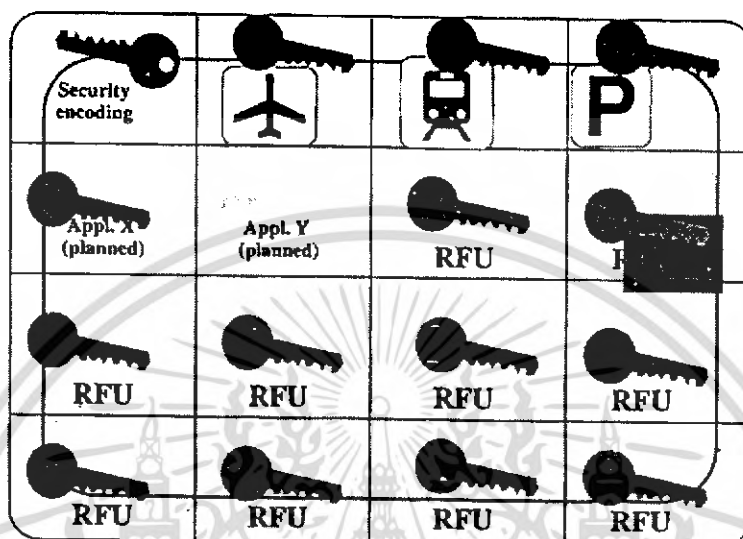 Security
encoding
P
Appl. X
(planned)
Appl. Y
(planned)
RFU
RFU
RFU
RFU
RFU
RFU
RFU
RFU
RFU